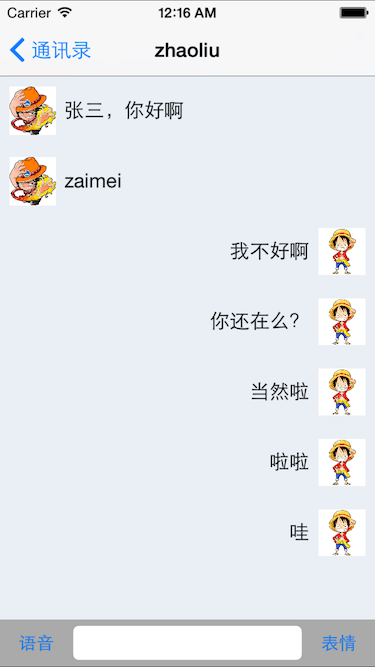 Carrier 12:16 AM
通讯录 zhaoliu
张三，你好啊
zaimei
我不好啊
你还在么？
当然啦
啦啦
哇
语音 表情